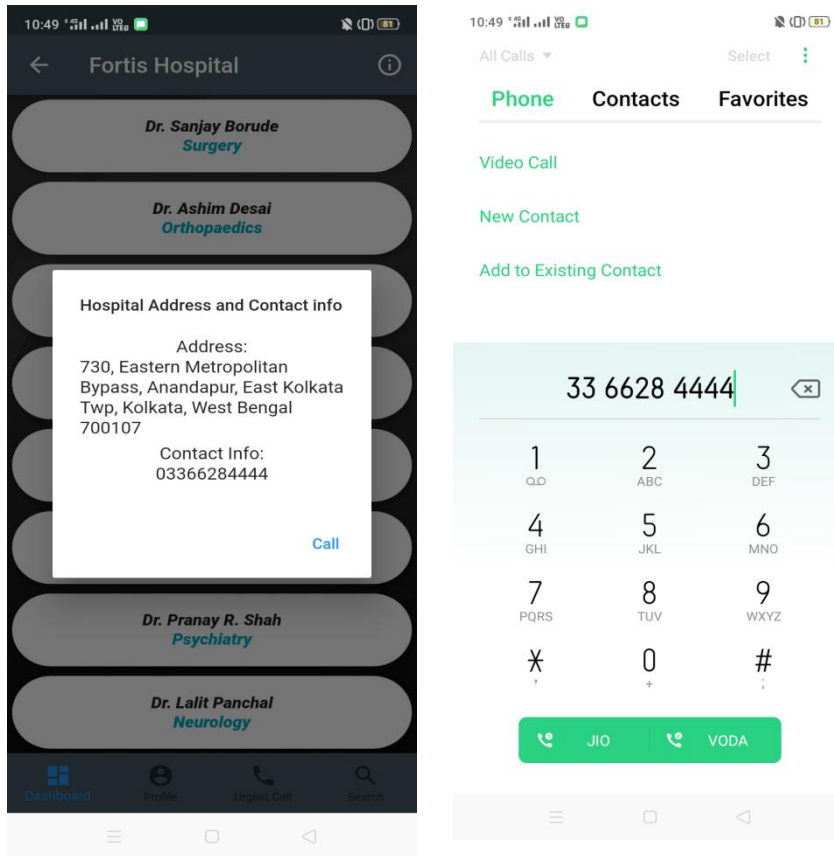 10:49
81
Fortis Hospital
Dr. Sanjay Borude
Surgery
Dr. Ashim Desai
Orthopaedics
Hospital Address and Contact info
Address:
730, Eastern Metropolitan
Bypass, Anandapur, East Kolkata
Twp, Kolkata, West Bengal
700107
Contact Info:
03366284444
Call
Dr. Pranay R. Shah
Psychiatry
Dr. Lalit Panchal
Neurology
Dashboard Profile Urgent Call Search
10:49
81
All Calls Select
Phone Contacts Favorites
Video Call
New Contact
Add to Existing Contact
33 6628 4444
1 2 3
ABC DEF
4 5 6
GHI JKL MNO
7 8 9
PQRS TUV WXYZ
* 0 #
, + ;
JIO VODA